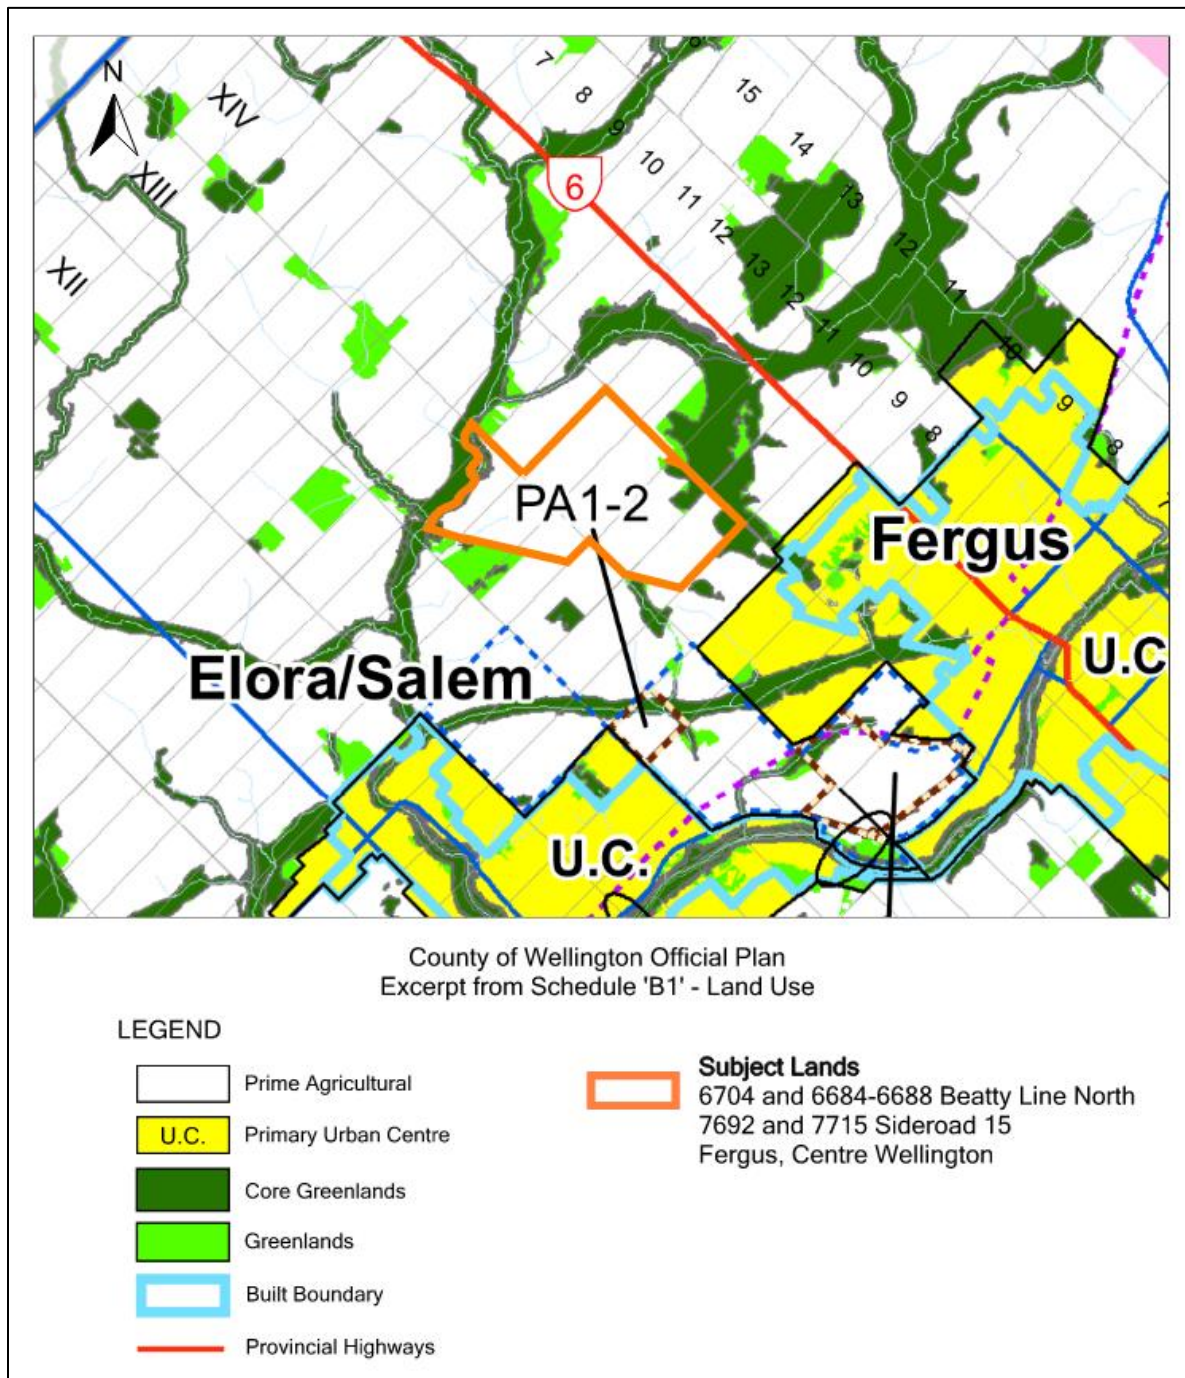 N
XIV
XIII
XII
7
8
9
8
10
11
12
13
12
11
10
9
8
15
14
13
12
11
10
9
8
7
6
PA1-2
Fergus
Elora/Salem
U.C
U.C.
County of Wellington Official Plan
Excerpt from Schedule 'B1' - Land Use
LEGEND
Prime Agricultural
U.C. Primary Urban Centre
Core Greenlands
Greenlands
Built Boundary
Provincial Highways
Subject Lands
6704 and 6684-6688 Beatty Line North
7692 and 7715 Sideroad 15
Fergus, Centre Wellington